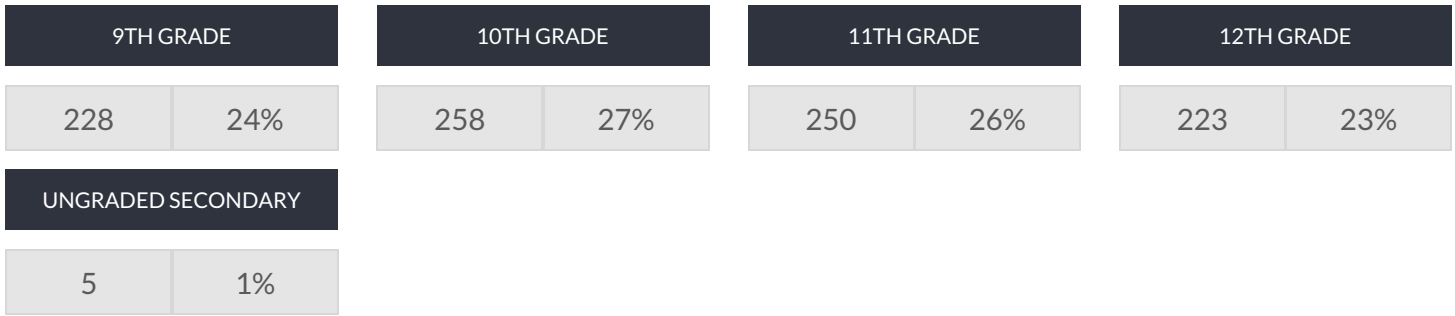 9TH GRADE 10TH GRADE 11TH GRADE 12TH GRADE
228 24% 258 27% 250 26% 223 23%
UNGRADED SECONDARY
5 1%